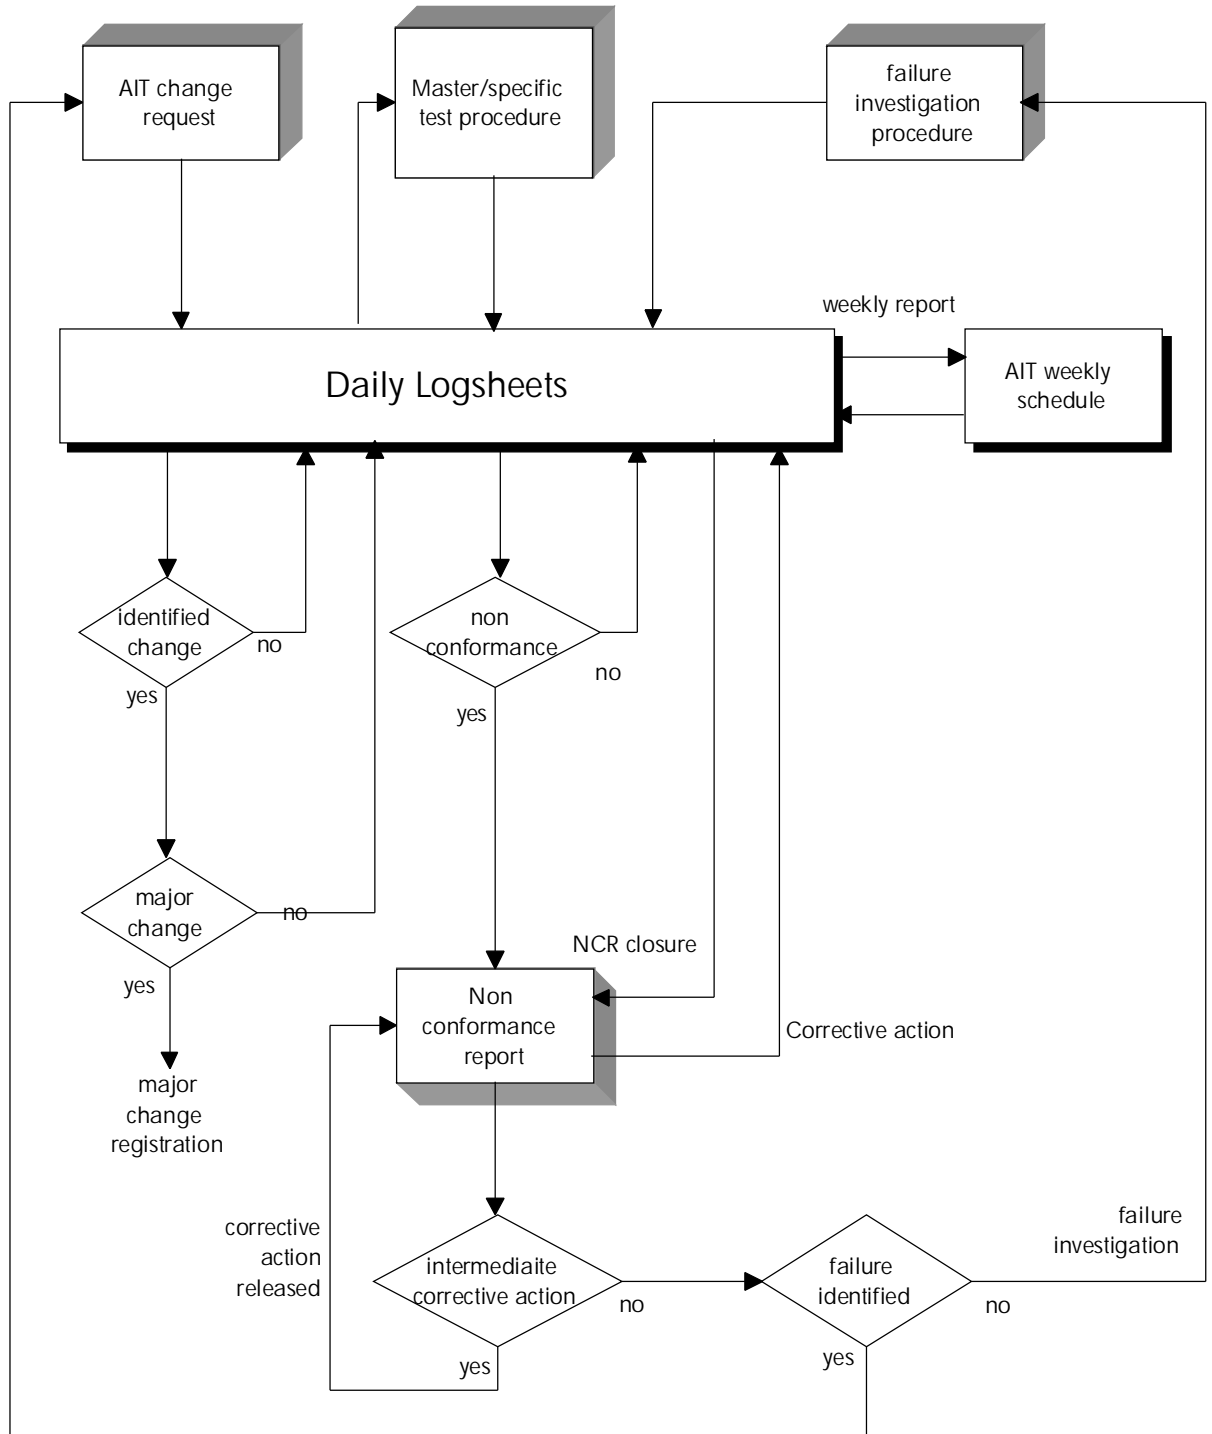 AIT change
request
Master/specific
test procedure
failure
investigation
procedure
weekly report
Daily Logsheets
AIT weekly
schedule
identified
change
no
yes
non
conformance
no
yes
major
change
no
yes
major
change
registration
NCR closure
Non
conformance
report
Corrective action
corrective
action
released
intermediaite
corrective action
no
yes
failure
identified
no
yes
failure
investigation